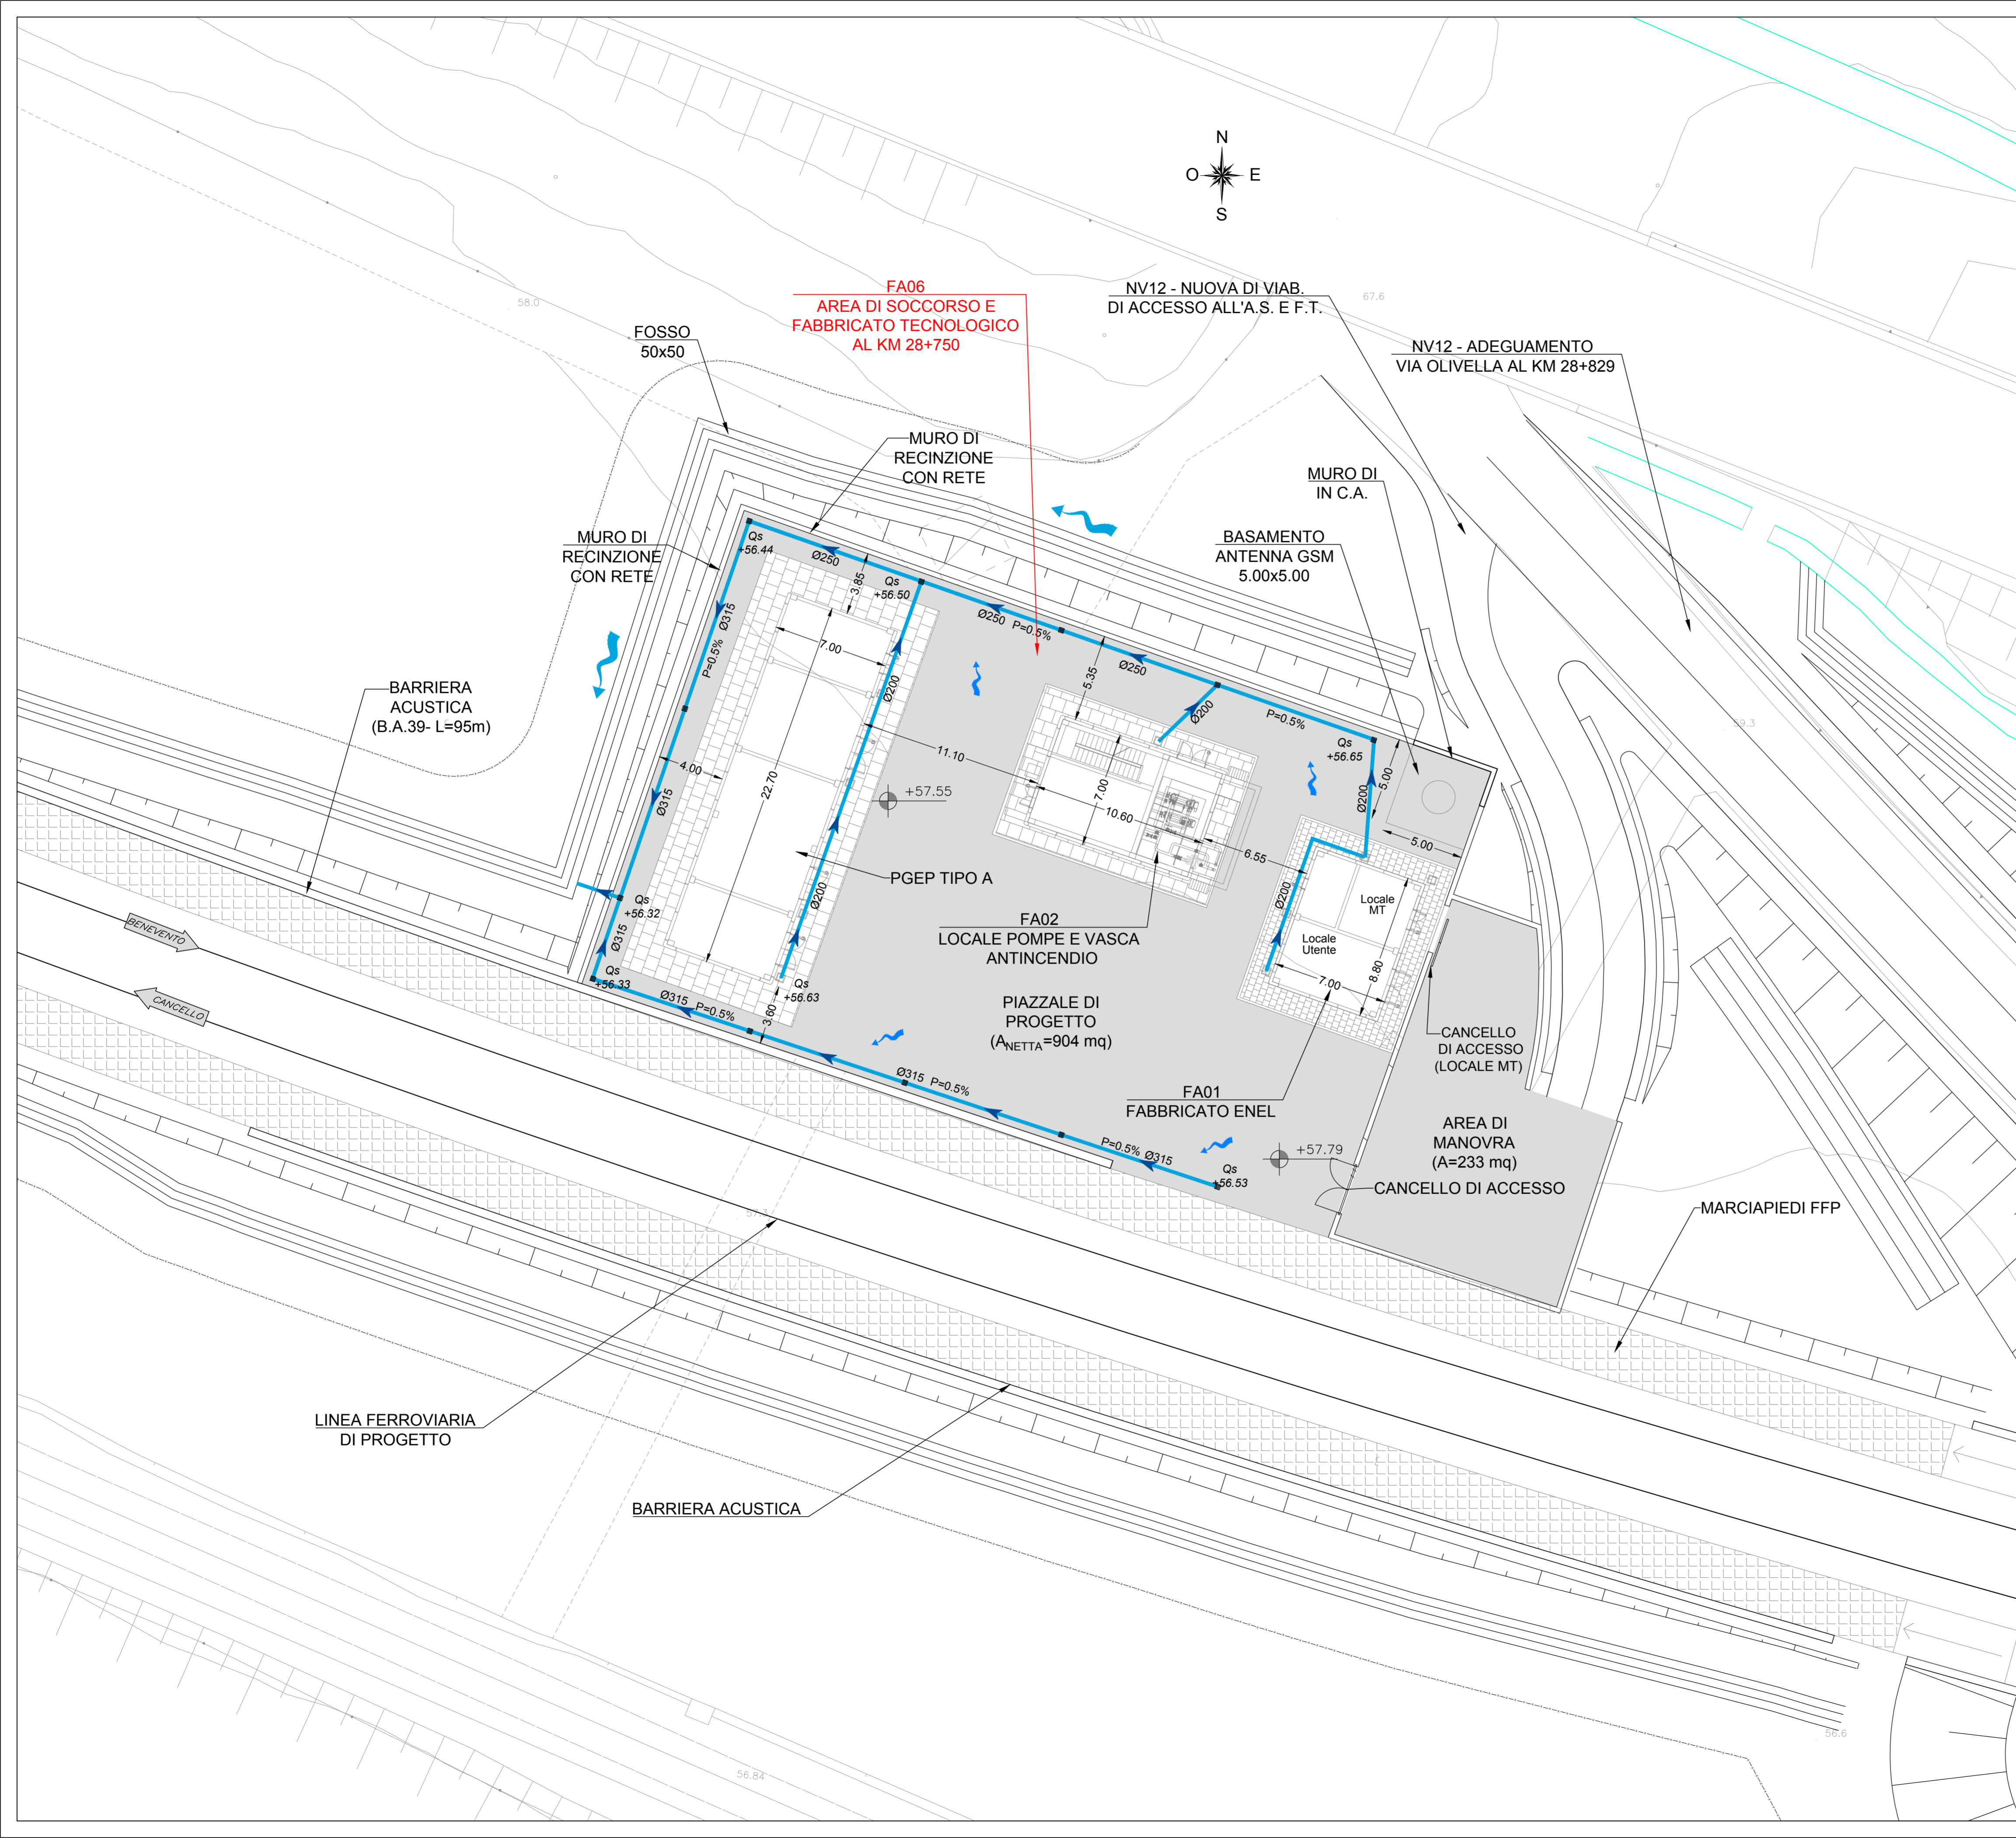 N
O
E
S
58.0
67.6
FA06
AREA DI SOCCORSO E
FABBRICATO TECNOLOGICO
AL KM 28+750
NV12 - NUOVA DI VIAB.
DI ACCESSO ALL'A.S. E F.T.
FOSSO
50x50
NV12 - ADEGUAMENTO
VIA OLIVELLA AL KM 28+829
MURO DI
RECINZIONE
CON RETE
MURO DI
IN C.A.
MURO DI
RECINZIONE
CON RETE
BASAMENTO
ANTENNA GSM
5.00x5.00
Qs
+56.44
Ø250
3.85
Qs
+56.50
Ø250
P=0.5%
Ø250
P=0.5%
Ø315
7.00
5.35
Ø200
Ø200
P=0.5%
Qs
+56.65
59.3
BARRIERA
ACUSTICA
(B.A.39- L=95m)
4.00
22.70
11.10
+57.55
7.00
10.60
Ø200
5.00
5.00
6.55
Ø315
PGEP TIPO A
Ø200
Ø200
Locale
MT
Qs
+56.32
Ø315
FA02
LOCALE POMPE E VASCA
ANTINCENDIO
Locale
Utente
8.80
7.00
BENEVENTO
CANCELLO
Qs
+56.33
Ø315
P=0.5%
3.60
Qs
+56.63
PIAZZALE DI
PROGETTO
(ANETTA=904 mq)
CANCELLO
DI ACCESSO
(LOCALE MT)
Ø315
P=0.5%
FA01
FABBRICATO ENEL
AREA DI
MANOVRA
(A=233 mq)
P=0.5%
Ø315
Qs
+56.53
+57.79
CANCELLO DI ACCESSO
MARCIAPIEDI FFP
LINEA FERROVIARIA
DI PROGETTO
BARRIERA ACUSTICA
56.6
56.84